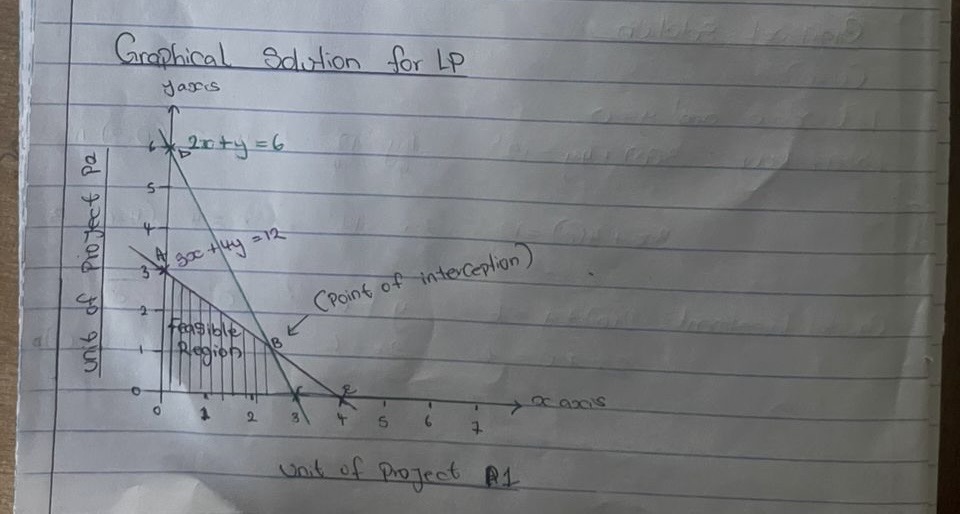 Graphical Solution for LP
yaxis
6 D 2x+y=6
5
4
A 3x+4y=12
3
(Point of interception)
2
Feasible
B
1 Region
0
C E
x axis
0 1 2 3 4 5 6 7
unit of project P2
unit of project P1